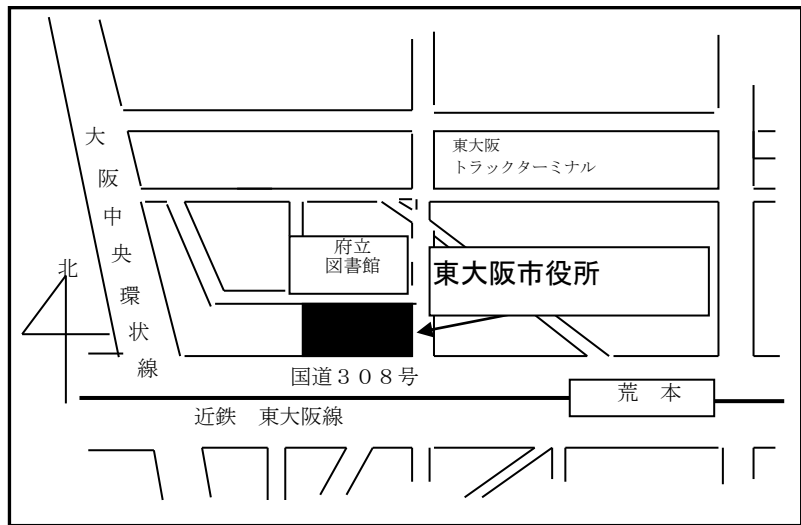 大阪中央環状線
東大阪
トラックターミナル
北
府立
図書館
東大阪市役所
国道３０８号
荒　本
近鉄　東大阪線